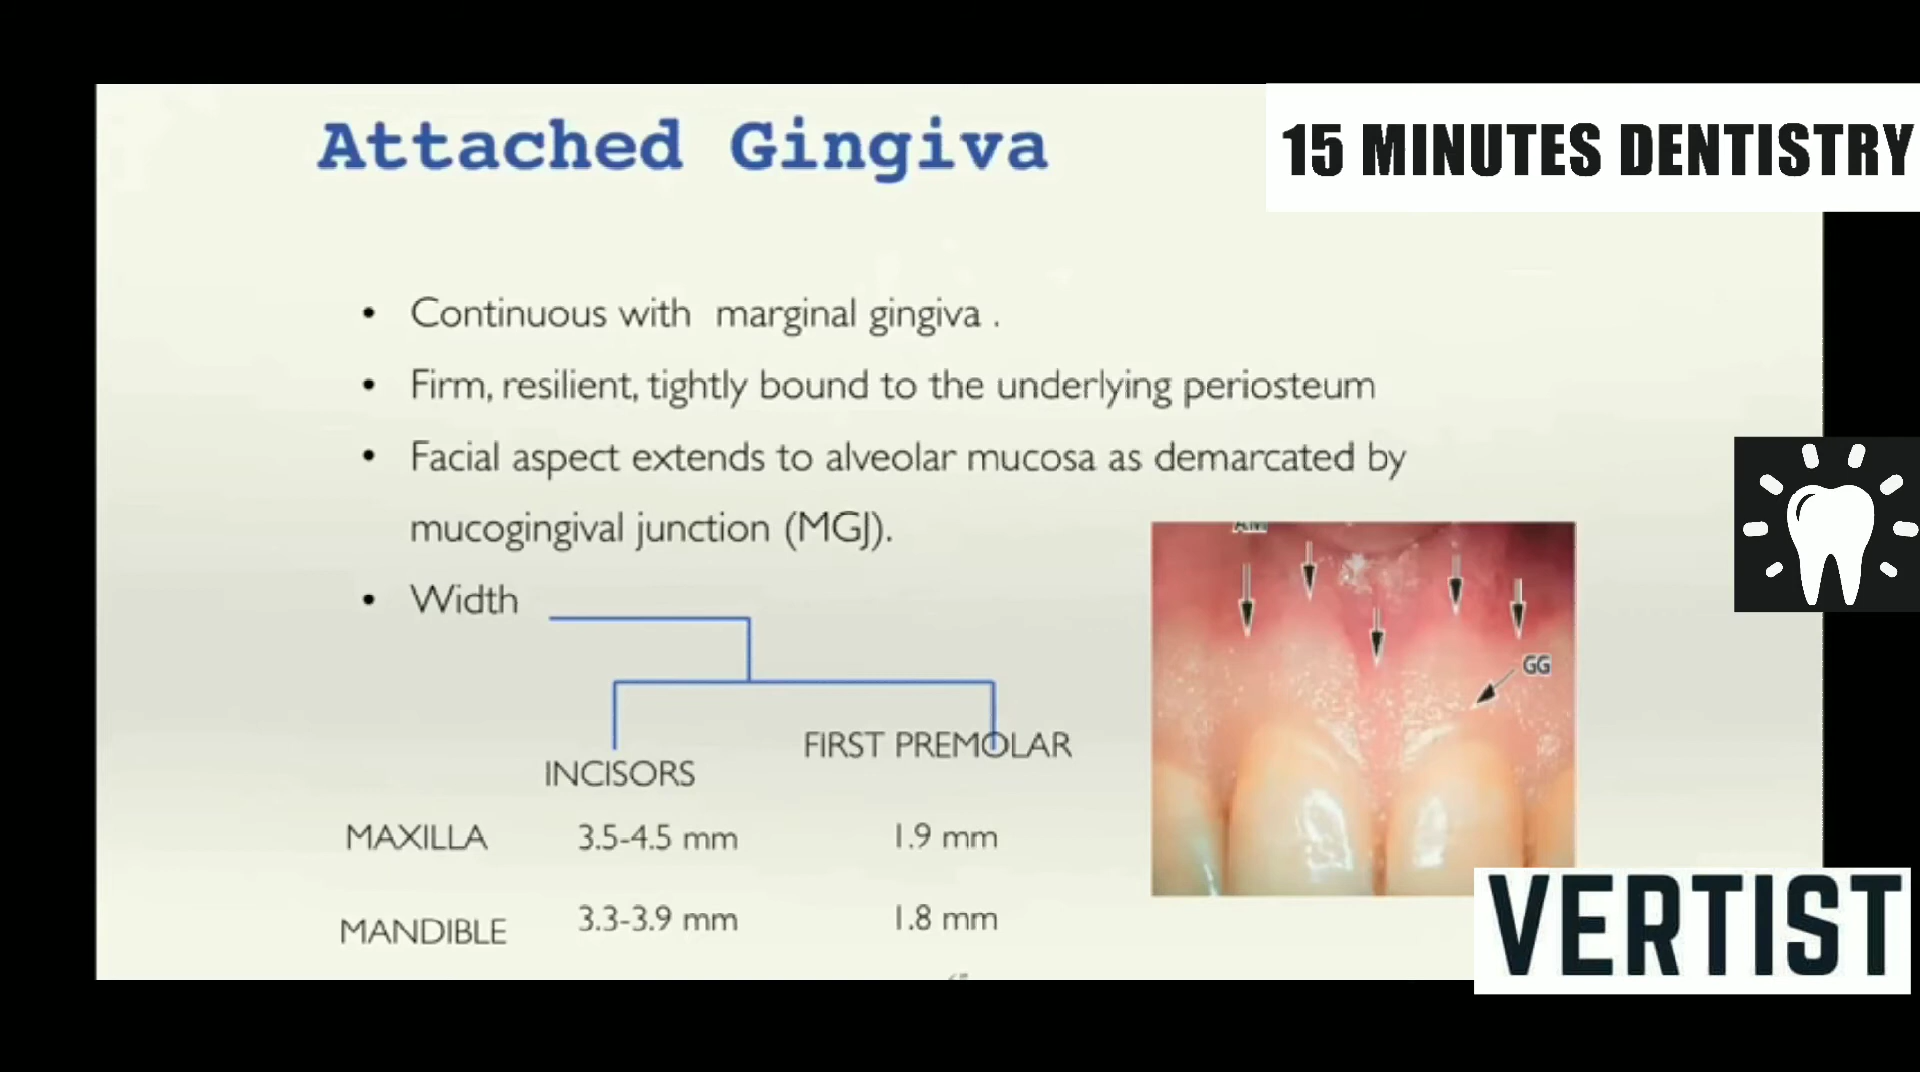 Attached Gingiva
15 MINUTES DENTISTRY
• Continuous with marginal gingiva .
• Firm, resilient, tightly bound to the underlying periosteum
• Facial aspect extends to alveolar mucosa as demarcated by
mucogingival junction (MGJ).
• Width
AM
GG
FIRST PREMOLAR
INCISORS
MAXILLA 3.5-4.5 mm 1.9 mm
MANDIBLE 3.3-3.9 mm 1.8 mm
VERTIST